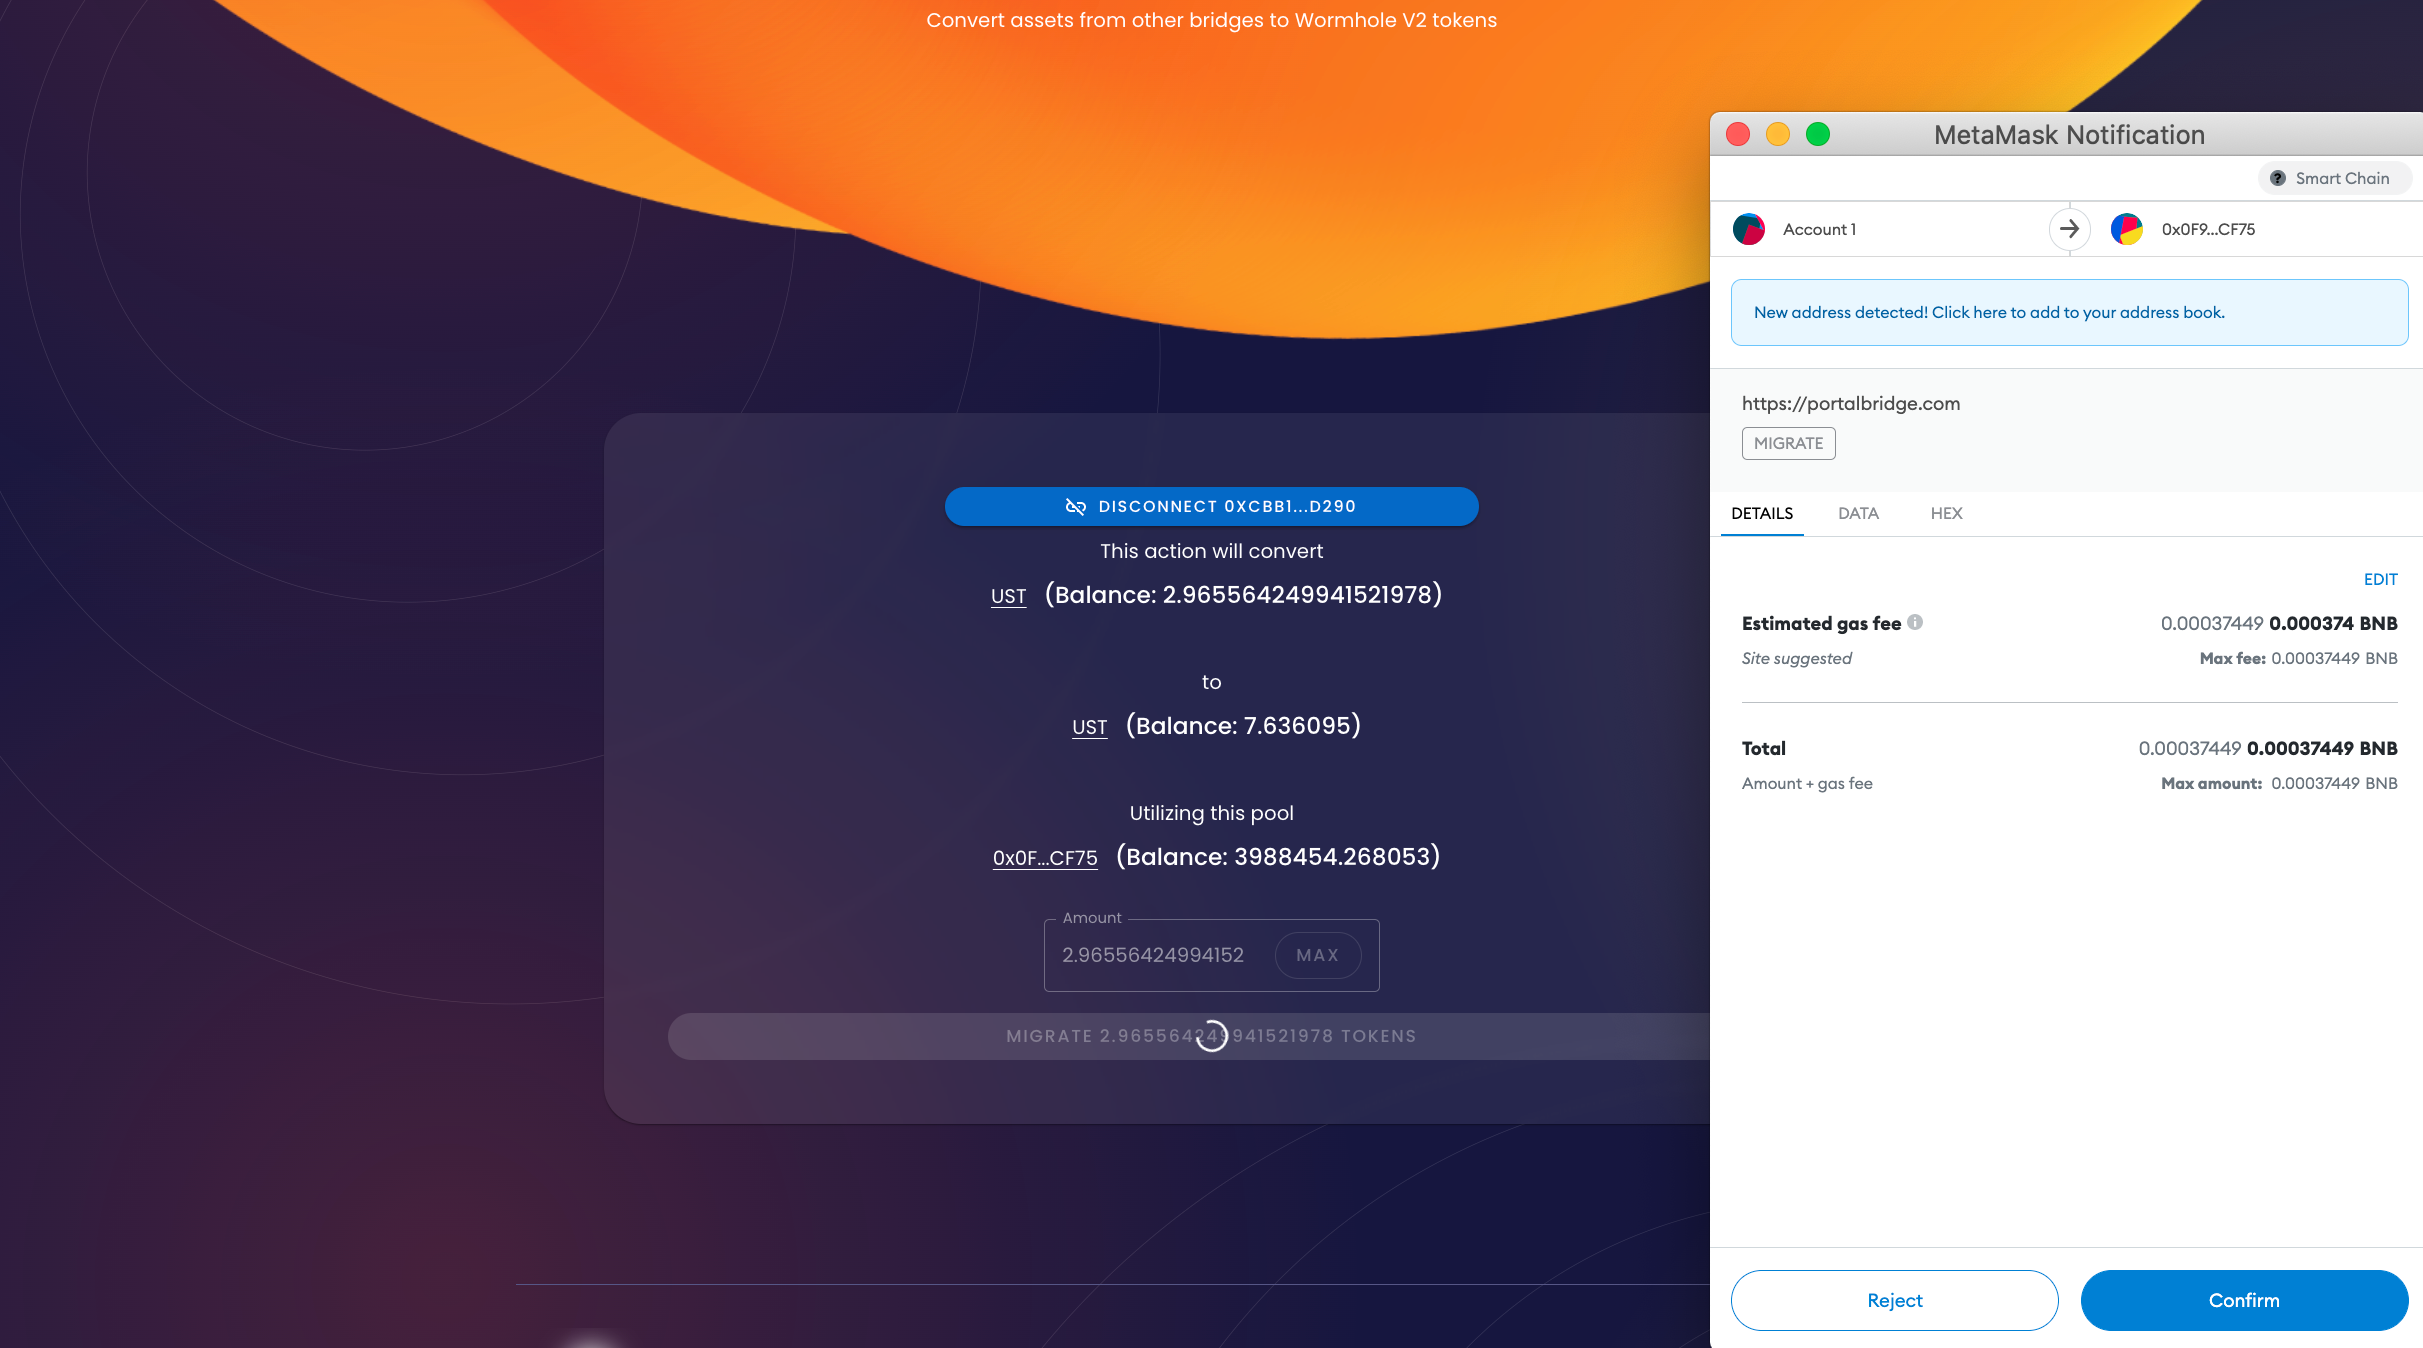 Convert assets from other bridges to Wormhole V2 tokens
DISCONNECT 0XCBB1...D290
This action will convert
UST (Balance: 2.965564249941521978)
to
UST (Balance: 7.636095)
Utilizing this pool
0x0F...CF75 (Balance: 3988454.268053)
Amount
2.96556424994152 MAX
MIGRATE 2.965564249941521978 TOKENS
MetaMask Notification
Smart Chain
Account 1
0x0F9...CF75
New address detected! Click here to add to your address book.
https://portalbridge.com
MIGRATE
DETAILS DATA HEX
EDIT
Estimated gas fee 0.00037449 0.000374 BNB
Site suggested Max fee: 0.00037449 BNB
Total 0.00037449 0.00037449 BNB
Amount + gas fee Max amount: 0.00037449 BNB
Reject Confirm